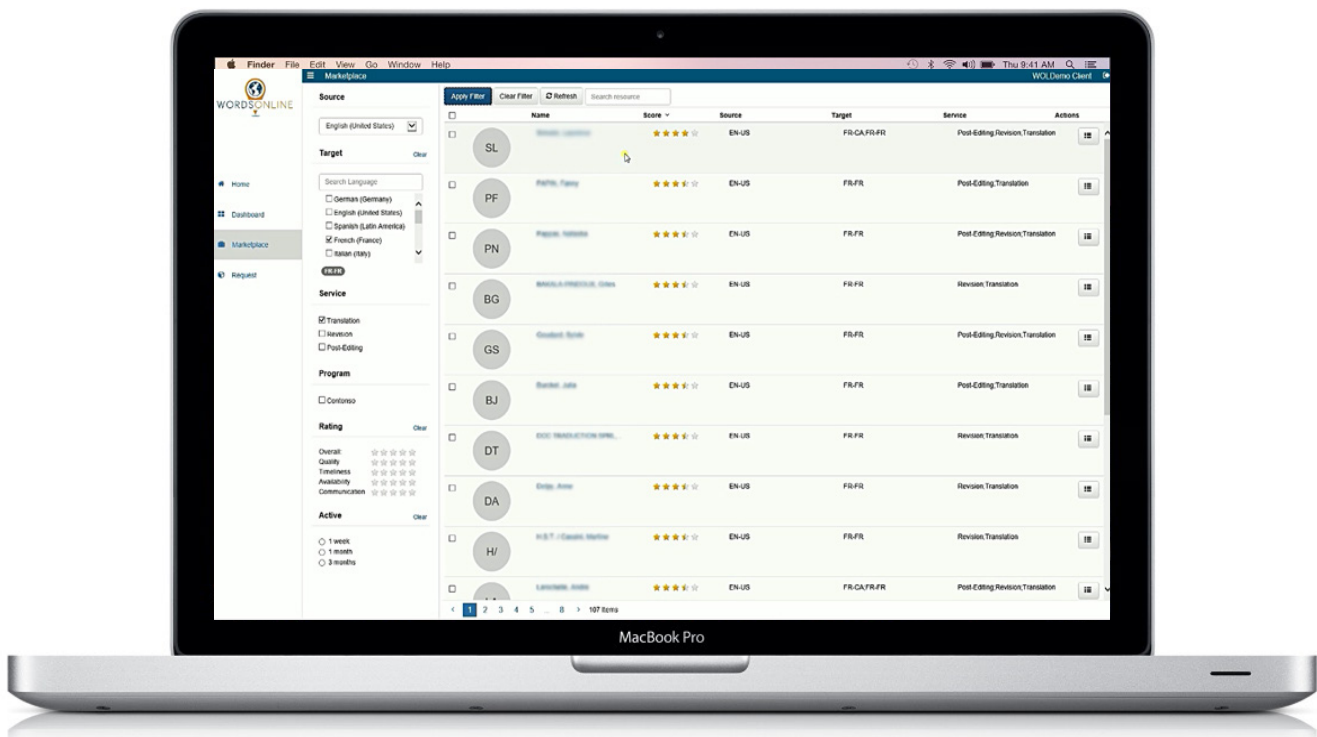 Finder File Edit View Go Window Help Thu 9:41 AM
Marketplace WOLDemo Client
WORDSONLINE
Home
Dashboard
Marketplace
Request
Source
English (United States)
Target Clear
Search Language
German (Germany)
English (United States)
Spanish (Latin America)
French (France)
Italian (Italy)
FR-FR
Service
Translation
Revision
Post-Editing
Program
Contonso
Rating Clear
Overall
Quality
Timeliness
Availability
Communication
Active Clear
1 week
1 month
3 months
Apply Filter Clear Filter Refresh Search resource
Name Score Source Target Service Actions
SL EN-US FR-CA;FR-FR Post-Editing;Revision;Translation
PF EN-US FR-FR Post-Editing;Translation
PN EN-US FR-FR Post-Editing;Revision;Translation
BG EN-US FR-FR Revision;Translation
GS EN-US FR-FR Post-Editing;Revision;Translation
BJ EN-US FR-FR Post-Editing;Translation
DT EN-US FR-FR Revision;Translation
DA EN-US FR-FR Revision;Translation
H/ EN-US FR-FR Revision;Translation
EN-US FR-CA;FR-FR Post-Editing;Revision;Translation
1 2 3 4 5 ... 8 107 items
MacBook Pro